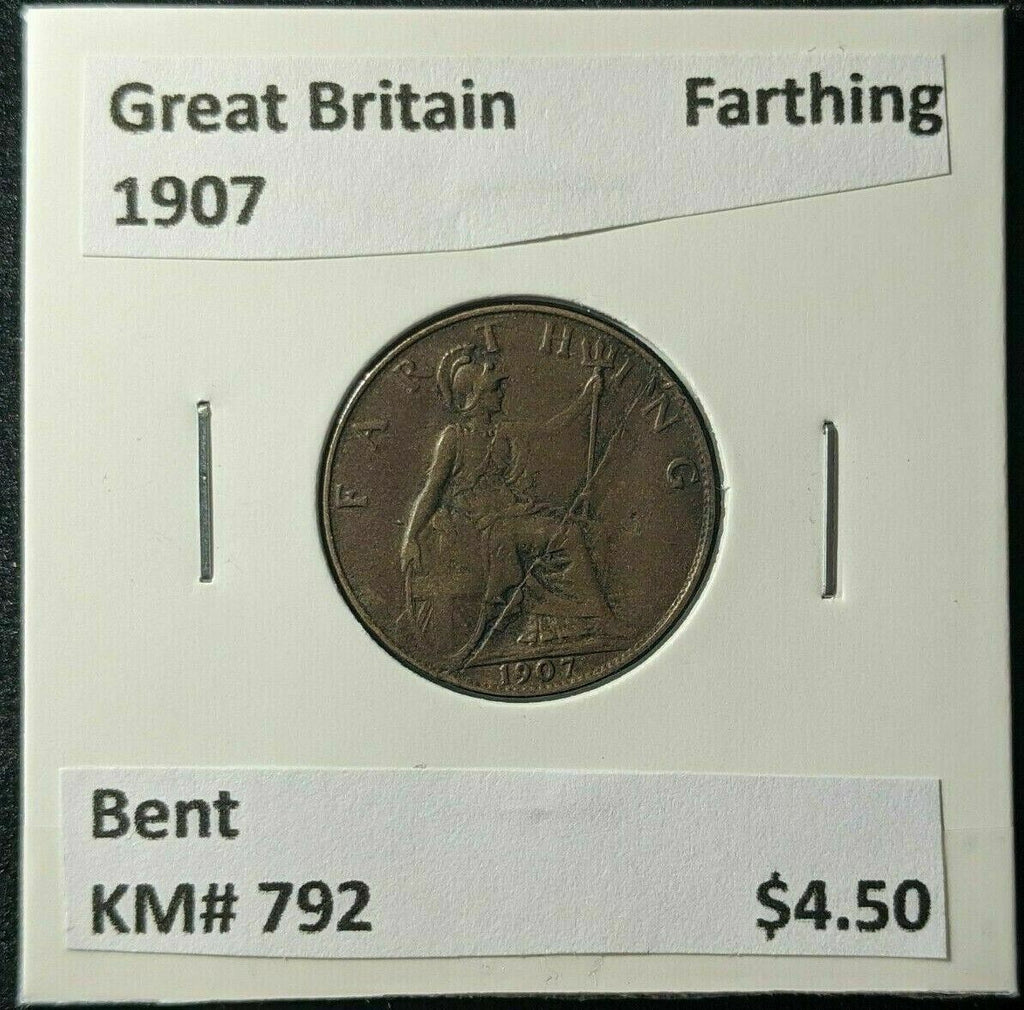 Great Britain Farthing
1907
FARTHING
1907
Bent
KM# 792 $4.50